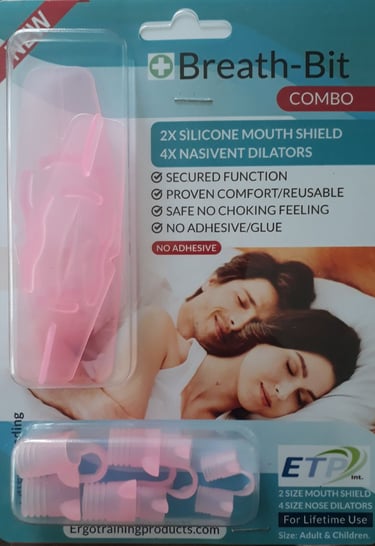 NEW
Breath-Bit
COMBO
2X SILICONE MOUTH SHIELD
4X NASIVENT DILATORS
SECURED FUNCTION
PROVEN COMFORT/REUSABLE
SAFE NO CHOKING FEELING
NO ADHESIVE/GLUE
NO ADHESIVE
ETP
Int.
2 SIZE MOUTH SHIELD
4 SIZE NOSE DILATORS
For Lifetime Use
Size: Adult & Children.
Ergotrainingproducts.com